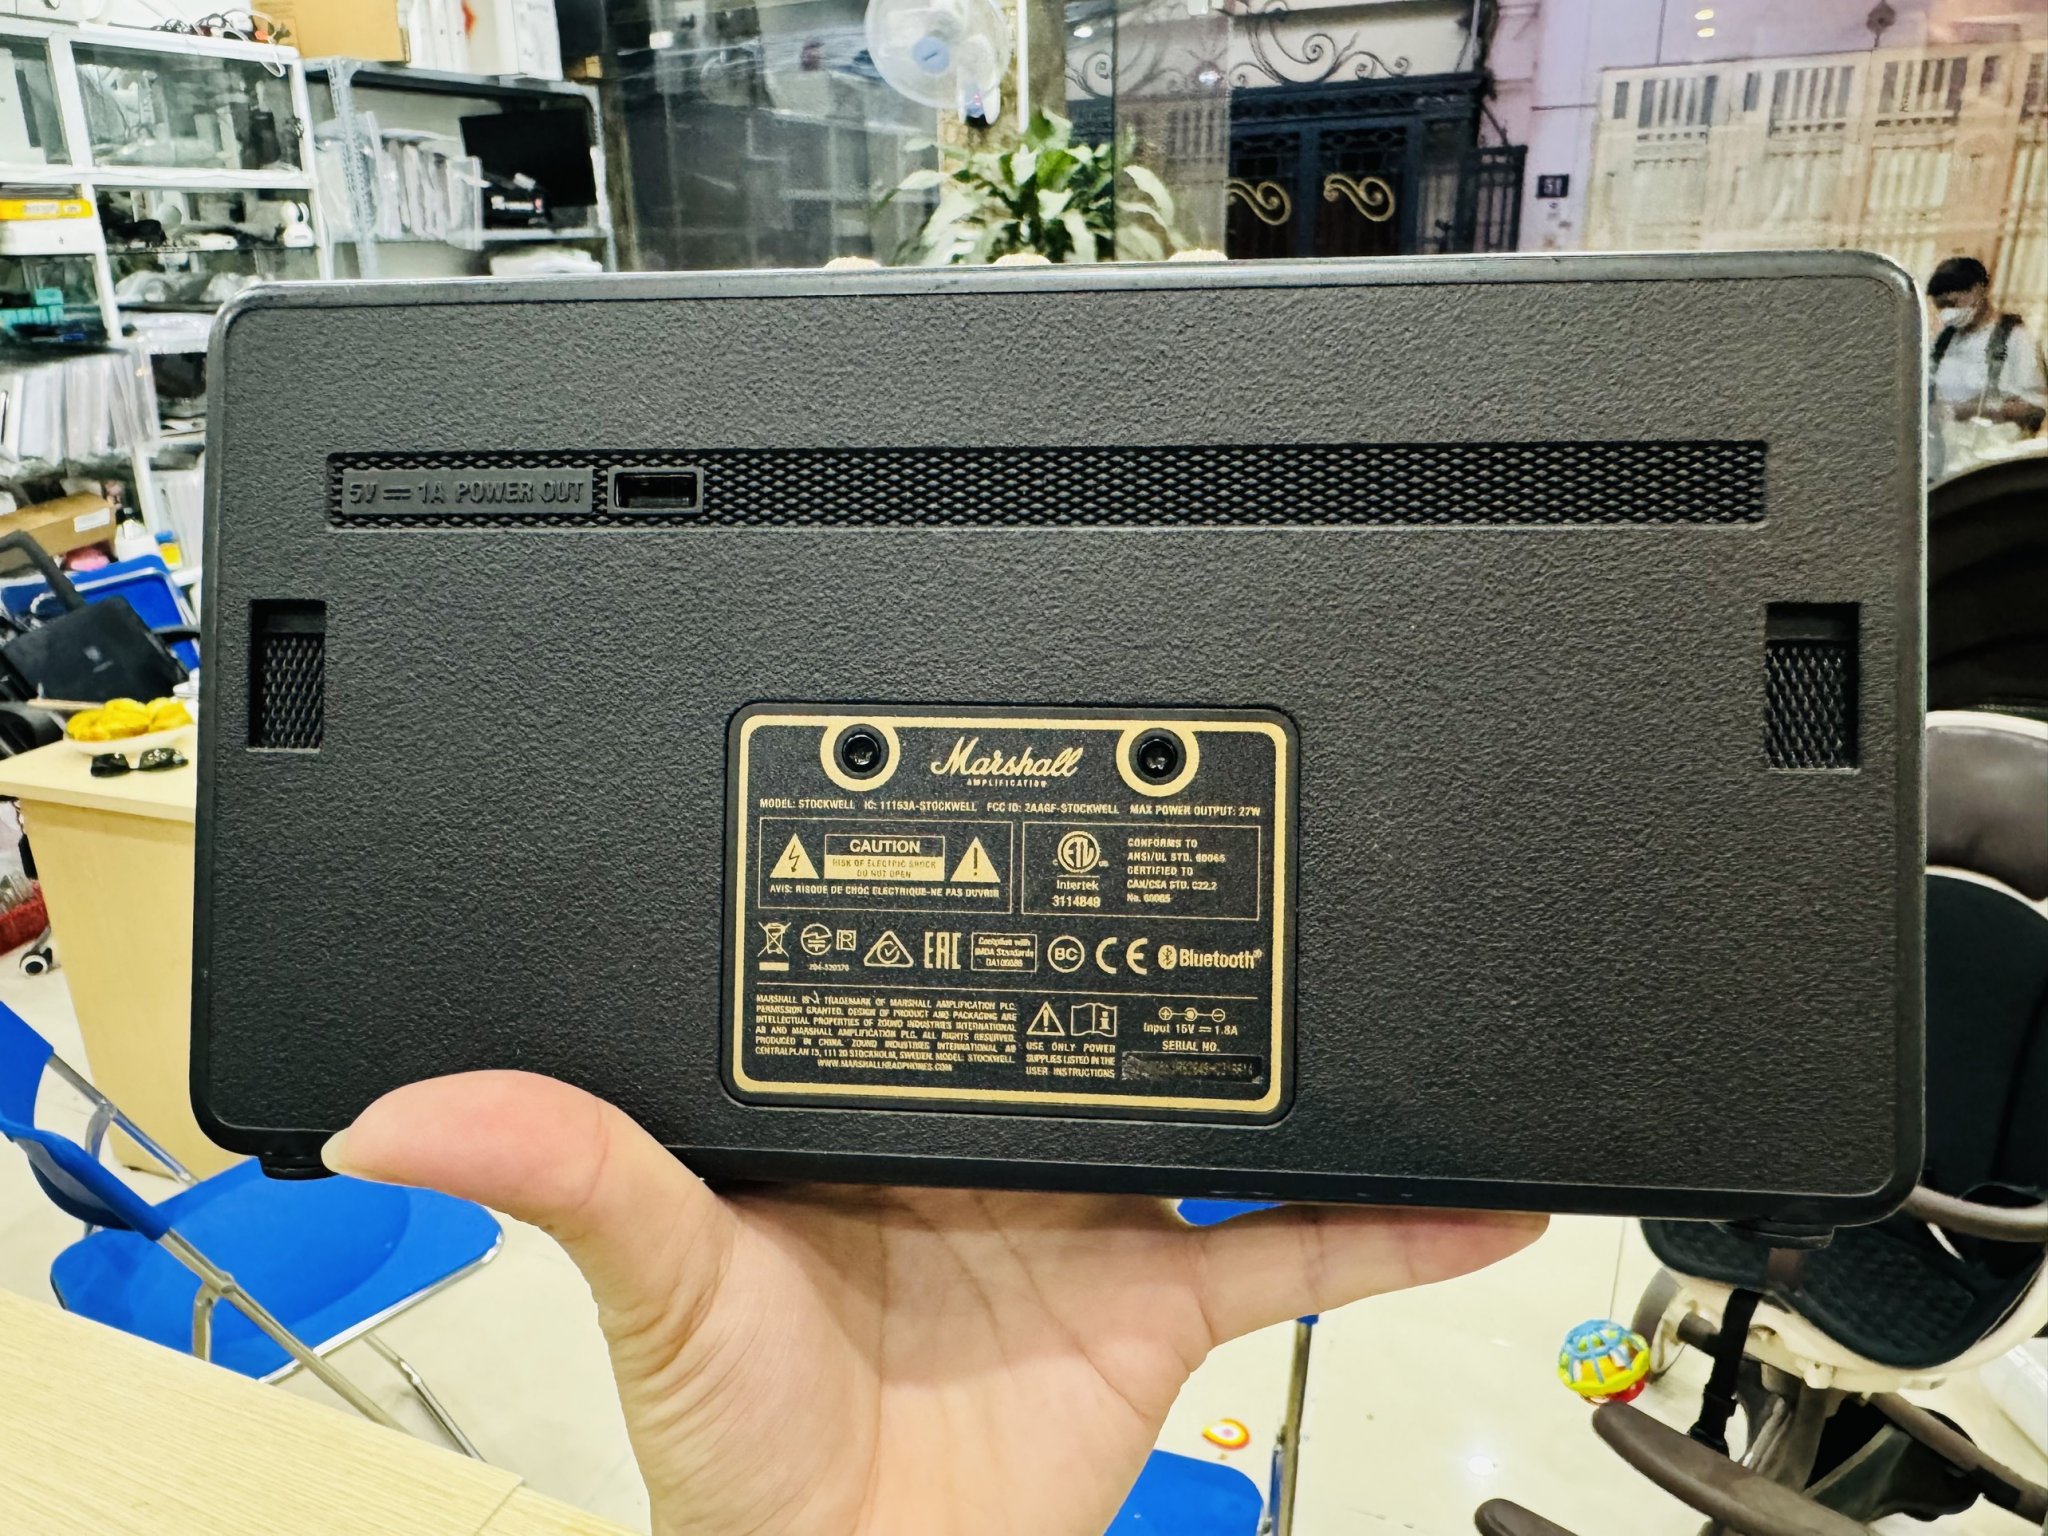 5V ⎓ 1A POWER OUT
Marshall
AMPLIFICATION
MODEL: STOCKWELL IC: 11153A-STOCKWELL FCC ID: 2AAGF-STOCKWELL MAX POWER OUTPUT: 27W
CAUTION
RISK OF ELECTRIC SHOCK
DO NOT OPEN
AVIS: RISQUE DE CHOC ELECTRIQUE-NE PAS OUVRIR
ETL
C US
Intertek
3114849
CONFORMS TO
ANSI/UL STD. 60065
CERTIFIED TO
CAN/CSA STD. C22.2
No. 60065
R
EAC
Complies with
IMDA Standards
BC
CE
Bluetooth®
MARSHALL IS A TRADEMARK OF MARSHALL AMPLIFICATION PLC.
PERMISSION GRANTED. DESIGN OF PRODUCT AND PACKAGING ARE
INTELLECTUAL PROPERTIES OF ZOUND INDUSTRIES INTERNATIONAL
AB AND MARSHALL AMPLIFICATION PLC. ALL RIGHTS RESERVED.
PRODUCED IN CHINA. ZOUND INDUSTRIES INTERNATIONAL AB
CENTRALPLAN 15, 111 20 STOCKHOLM, SWEDEN. MODEL: STOCKWELL.
WWW.MARSHALLHEADPHONES.COM
USE ONLY POWER
SUPPLIES LISTED IN THE
USER INSTRUCTIONS
Input 15V ⎓ 1.8A
SERIAL NO.
51